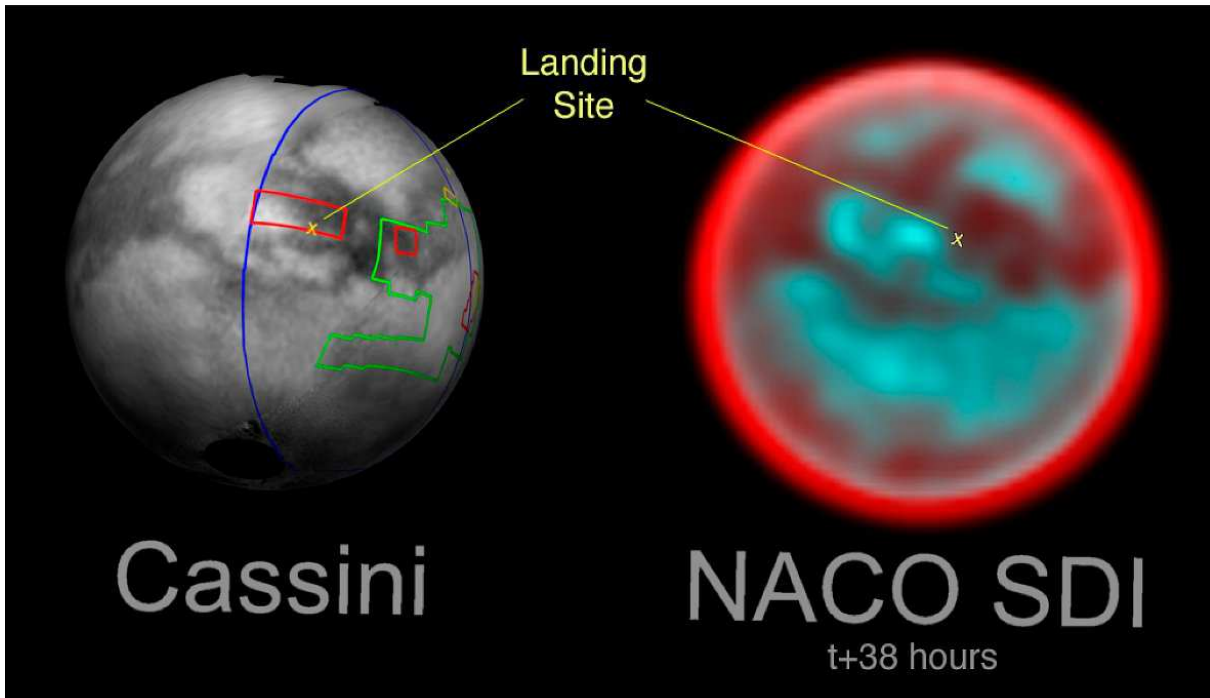 Landing
Site
x
x
Cassini
NACO SDI
t+38 hours